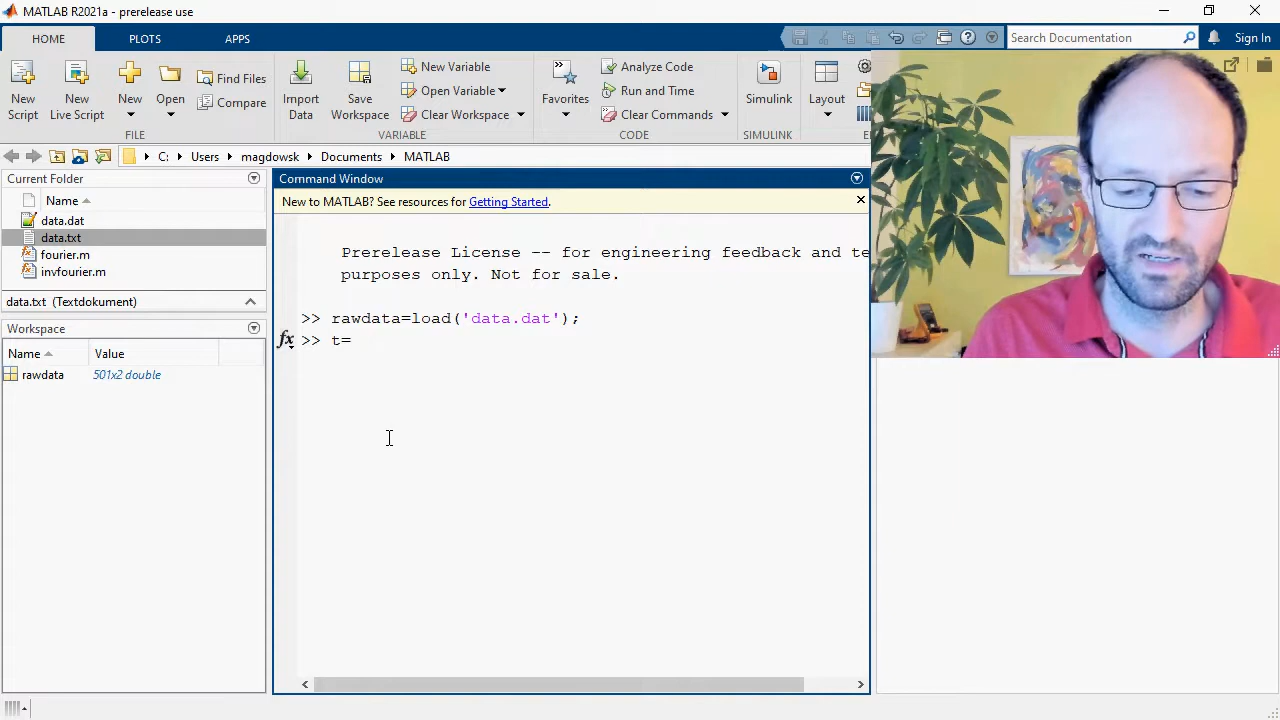 MATLAB R2021a - prerelease use
HOME PLOTS APPS
Search Documentation Sign In
New Script
New Live Script
New
Open
Find Files
Compare
FILE
Import Data
Save Workspace
New Variable
Open Variable
Clear Workspace
VARIABLE
Favorites
Analyze Code
Run and Time
Clear Commands
CODE
Simulink
SIMULINK
Layout
C: Users magdowsk Documents MATLAB
Current Folder
Name
data.dat
data.txt
fourier.m
invfourier.m
data.txt (Textdokument)
Workspace
Name Value
rawdata 501x2 double
Command Window
New to MATLAB? See resources for Getting Started.
Prerelease License -- for engineering feedback and te
purposes only. Not for sale.
>> rawdata=load('data.dat');
fx >> t=